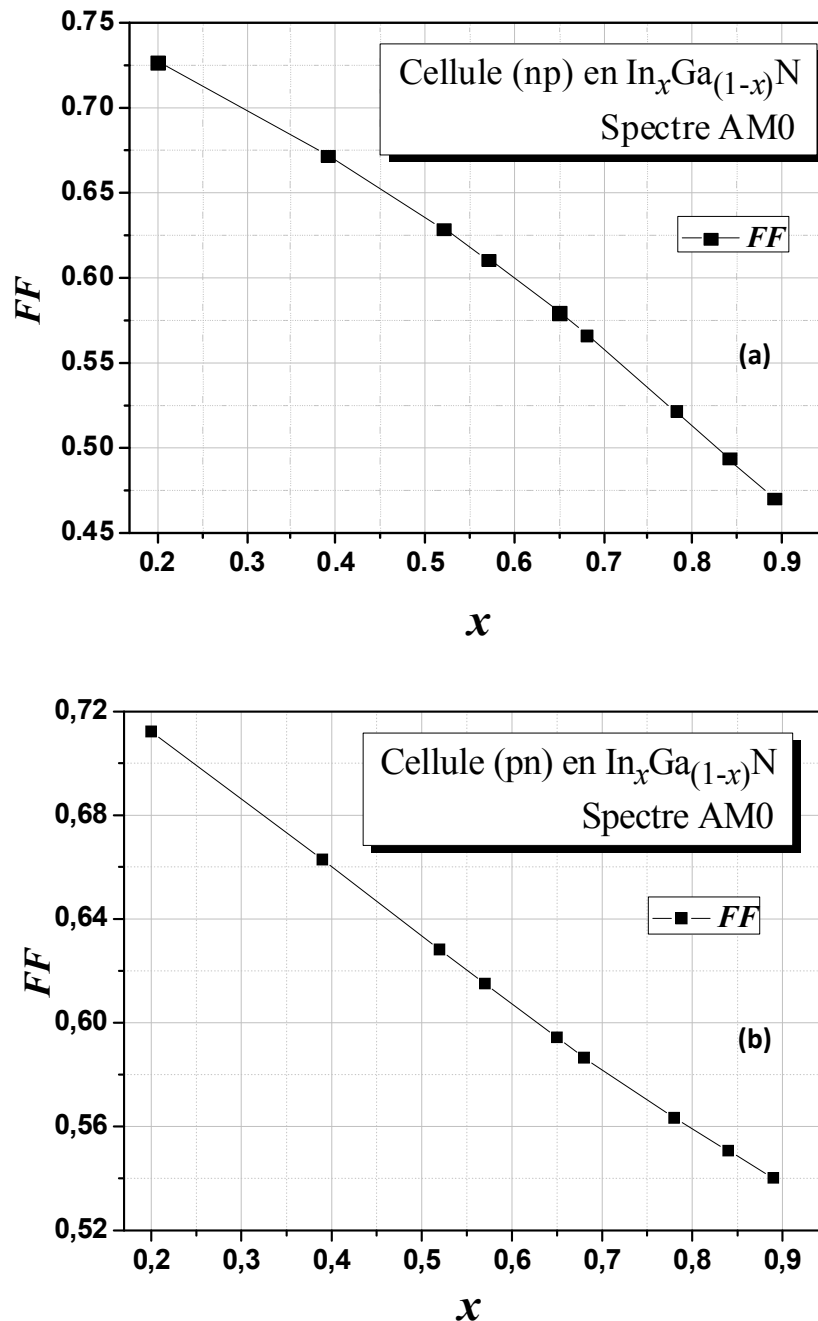 0.75
0.70
0.65
0.60
0.55
0.50
0.45
FF
Cellule (np) en InₓGa₍₁₋ₓ₎N
Spectre AM0
FF
(a)
0.2 0.3 0.4 0.5 0.6 0.7 0.8 0.9
x
0,72
0,68
0,64
0,60
0,56
0,52
FF
Cellule (pn) en InₓGa₍₁₋ₓ₎N
Spectre AM0
FF
(b)
0,2 0,3 0,4 0,5 0,6 0,7 0,8 0,9
x